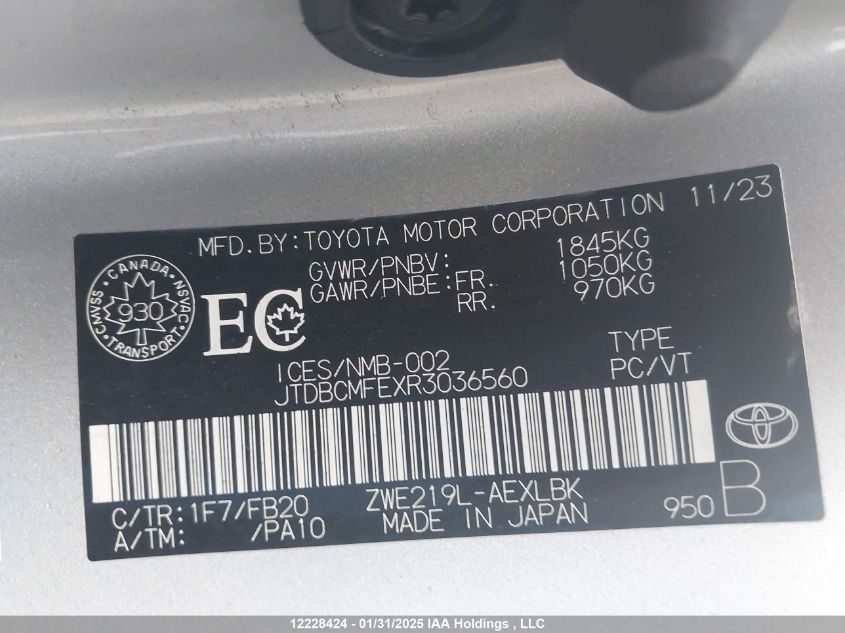 MFD.BY:TOYOTA MOTOR CORPORATION 11/23
GVWR/PNBV: 1845KG
GAWR/PNBE:FR. 1050KG
RR. 970KG
CANADA
CMVSS 930 NSVAC
TRANSPORT
EC
ICES/NMB-002 TYPE
JTDBCMFEXR3036560 PC/VT
C/TR:1F7/FB20 ZWE219L-AEXLBK
A/TM: /PA10 MADE IN JAPAN 950 B
12228424 - 01/31/2025 IAA Holdings , LLC